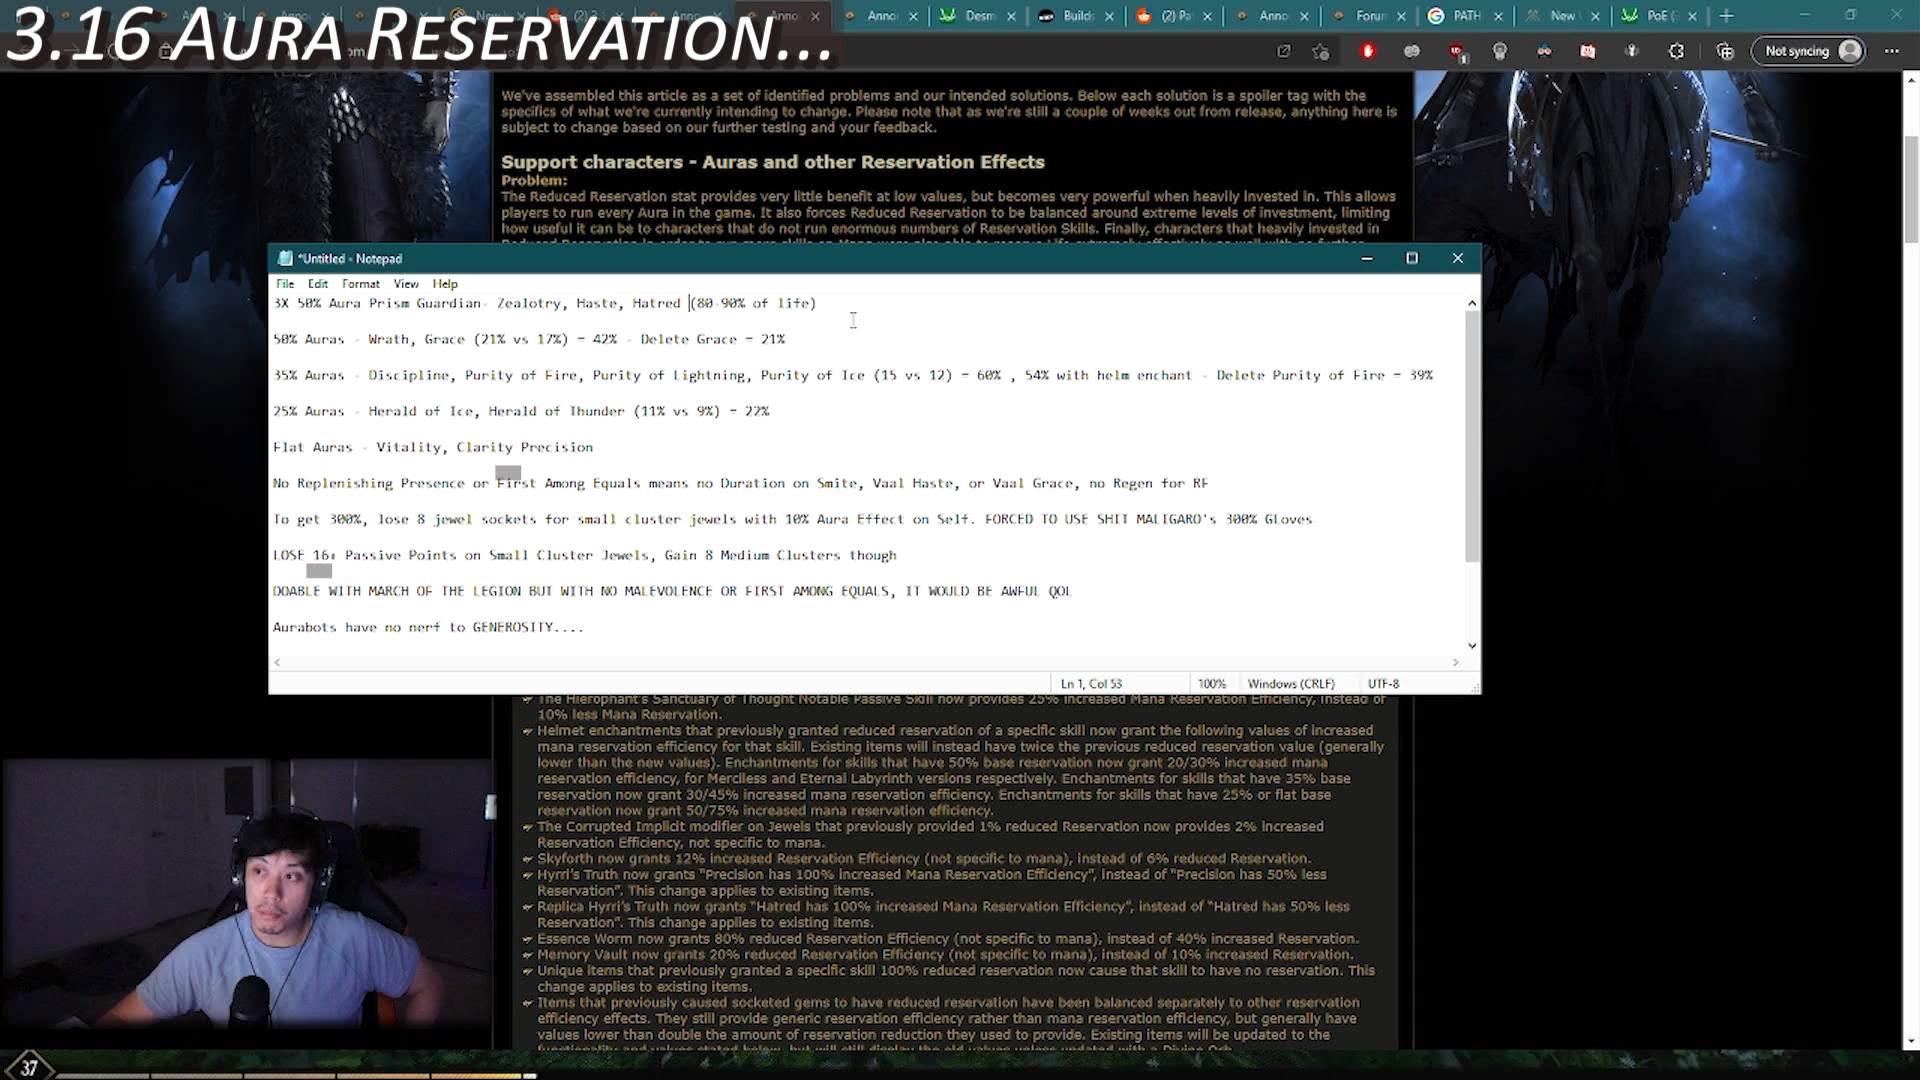 3.16 AURA RESERVATION...
Desm
Build
(2) Pa
Anno
Forun
PATH
New
PoE (
Not syncing
We've assembled this article as a set of identified problems and our intended solutions. Below each solution is a spoiler tag with the
specifics of what we're currently intending to change. Please note that as we're still a couple of weeks out from release, anything here is
subject to change based on our further testing and your feedback.
Support characters - Auras and other Reservation Effects
Problem:
The Reduced Reservation stat provides very little benefit at low values, but becomes very powerful when heavily invested in. This allows
players to run every Aura in the game. It also forces Reduced Reservation to be balanced around extreme levels of investment, limiting
how useful it can be to characters that do not run enormous numbers of Reservation Skills. Finally, characters that heavily invested in
*Untitled - Notepad
File Edit Format View Help
3X 50% Aura Prism Guardian- Zealotry, Haste, Hatred (80-90% of life)
50% Auras - Wrath, Grace (21% vs 17%) = 42% - Delete Grace = 21%
35% Auras - Discipline, Purity of Fire, Purity of Lightning, Purity of Ice (15 vs 12) = 60% , 54% with helm enchant - Delete Purity of Fire = 39%
25% Auras - Herald of Ice, Herald of Thunder (11% vs 9%) = 22%
Flat Auras - Vitality, Clarity Precision
No Replenishing Presence or First Among Equals means no Duration on Smite, Vaal Haste, or Vaal Grace, no Regen for RF
To get 300%, lose 8 jewel sockets for small cluster jewels with 10% Aura Effect on Self. FORCED TO USE SHIT MALIGARO's 300% GLoves
LOSE 16+ Passive Points on Small Cluster Jewels, Gain 8 Medium Clusters though
DOABLE WITH MARCH OF THE LEGION BUT WITH NO MALEVOLENCE OR FIRST AMONG EQUALS, IT WOULD BE AWFUL QOL
Aurabots have no nerf to GENEROSITY....
Ln 1, Col 53 100% Windows (CRLF) UTF-8
The Hierophant's Sanctuary of Thought Notable Passive Skill now provides 25% increased Mana Reservation Efficiency, instead of
10% less Mana Reservation.
Helmet enchantments that previously granted reduced reservation of a specific skill now grant the following values of increased
mana reservation efficiency for that skill. Existing items will instead have twice the previous reduced reservation value (generally
lower than the new values). Enchantments for skills that have 50% base reservation now grant 20/30% increased mana
reservation efficiency, for Merciless and Eternal Labyrinth versions respectively. Enchantments for skills that have 35% base
reservation now grant 30/45% increased mana reservation efficiency. Enchantments for skills that have 25% or flat base
reservation now grant 50/75% increased mana reservation efficiency.
The Corrupted Implicit modifier on Jewels that previously provided 1% reduced Reservation now provides 2% increased
Reservation Efficiency, not specific to mana.
Skyforth now grants 12% increased Reservation Efficiency (not specific to mana), instead of 6% reduced Reservation.
Hyrri's Truth now grants "Precision has 100% increased Mana Reservation Efficiency", instead of "Precision has 50% less
Reservation". This change applies to existing items.
Replica Hyrri's Truth now grants "Hatred has 100% increased Mana Reservation Efficiency", instead of "Hatred has 50% less
Reservation". This change applies to existing items.
Essence Worm now grants 80% reduced Reservation Efficiency (not specific to mana), instead of 40% increased Reservation.
Memory Vault now grants 20% reduced Reservation Efficiency (not specific to mana), instead of 10% increased Reservation.
Unique items that previously granted a specific skill 100% reduced reservation now cause that skill to have no reservation. This
change applies to existing items.
Items that previously caused socketed gems to have reduced reservation have been balanced separately to other reservation
efficiency effects. They still provide generic reservation efficiency rather than mana reservation efficiency, but generally have
values lower than double the amount of reservation reduction they used to provide. Existing items will be updated to the
37